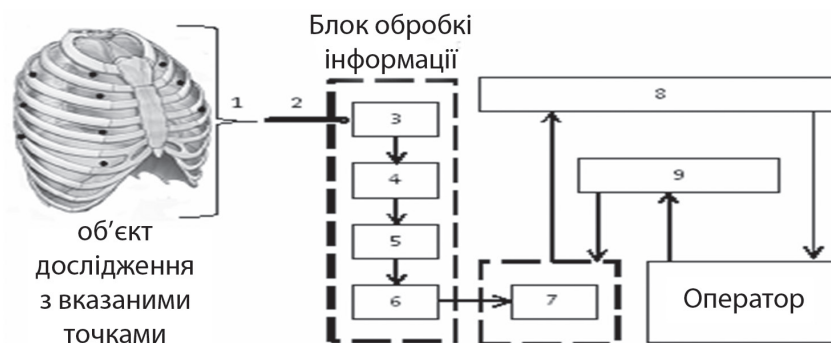 Блок обробкі
інформації
1
2
3
8
9
4
5
6
7
Оператор
об’єкт
дослідження
з вказаними
точками